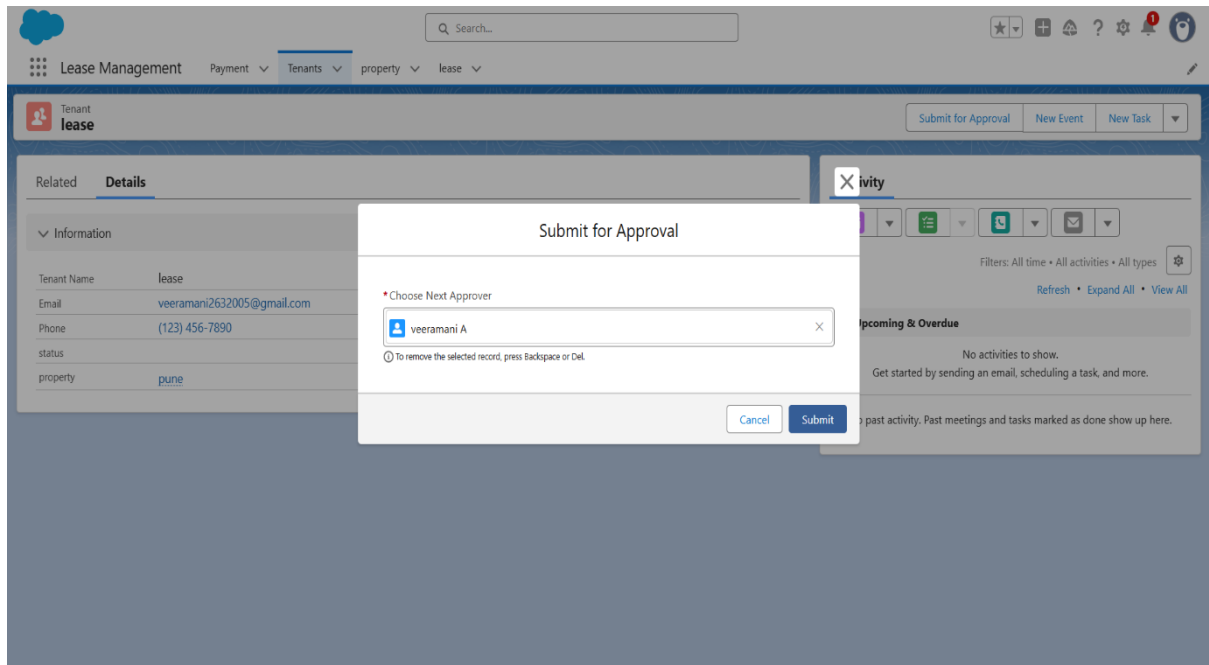 Search...
1
Lease Management Payment Tenants property lease
Tenant
lease
Submit for Approval New Event New Task
Related Details
ivity
Information
Submit for Approval
Tenant Name lease
Email veeramani2632005@gmail.com
Phone (123) 456-7890
status
property pune
*Choose Next Approver
veeramani A
To remove the selected record, press Backspace or Del.
Cancel Submit
Filters: All time • All activities • All types
Refresh • Expand All • View All
pcoming & Overdue
No activities to show.
Get started by sending an email, scheduling a task, and more.
past activity. Past meetings and tasks marked as done show up here.